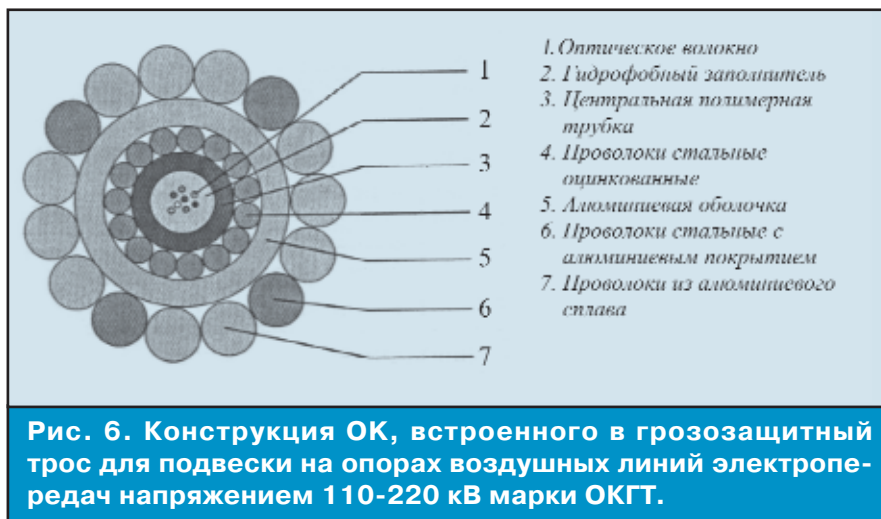 1
2
3
4
5
6
7
1. Оптическое волокно
2. Гидрофобный заполнитель
3. Центральная полимерная
трубка
4. Проволоки стальные
оцинкованные
5. Алюминиевая оболочка
6. Проволоки стальные с
алюминиевым покрытием
7. Проволоки из алюминиевого
сплава
Рис. 6. Конструкция ОК, встроенного в грозозащитный
трос для подвески на опорах воздушных линий электропе-
редач напряжением 110-220 кВ марки ОКГТ.